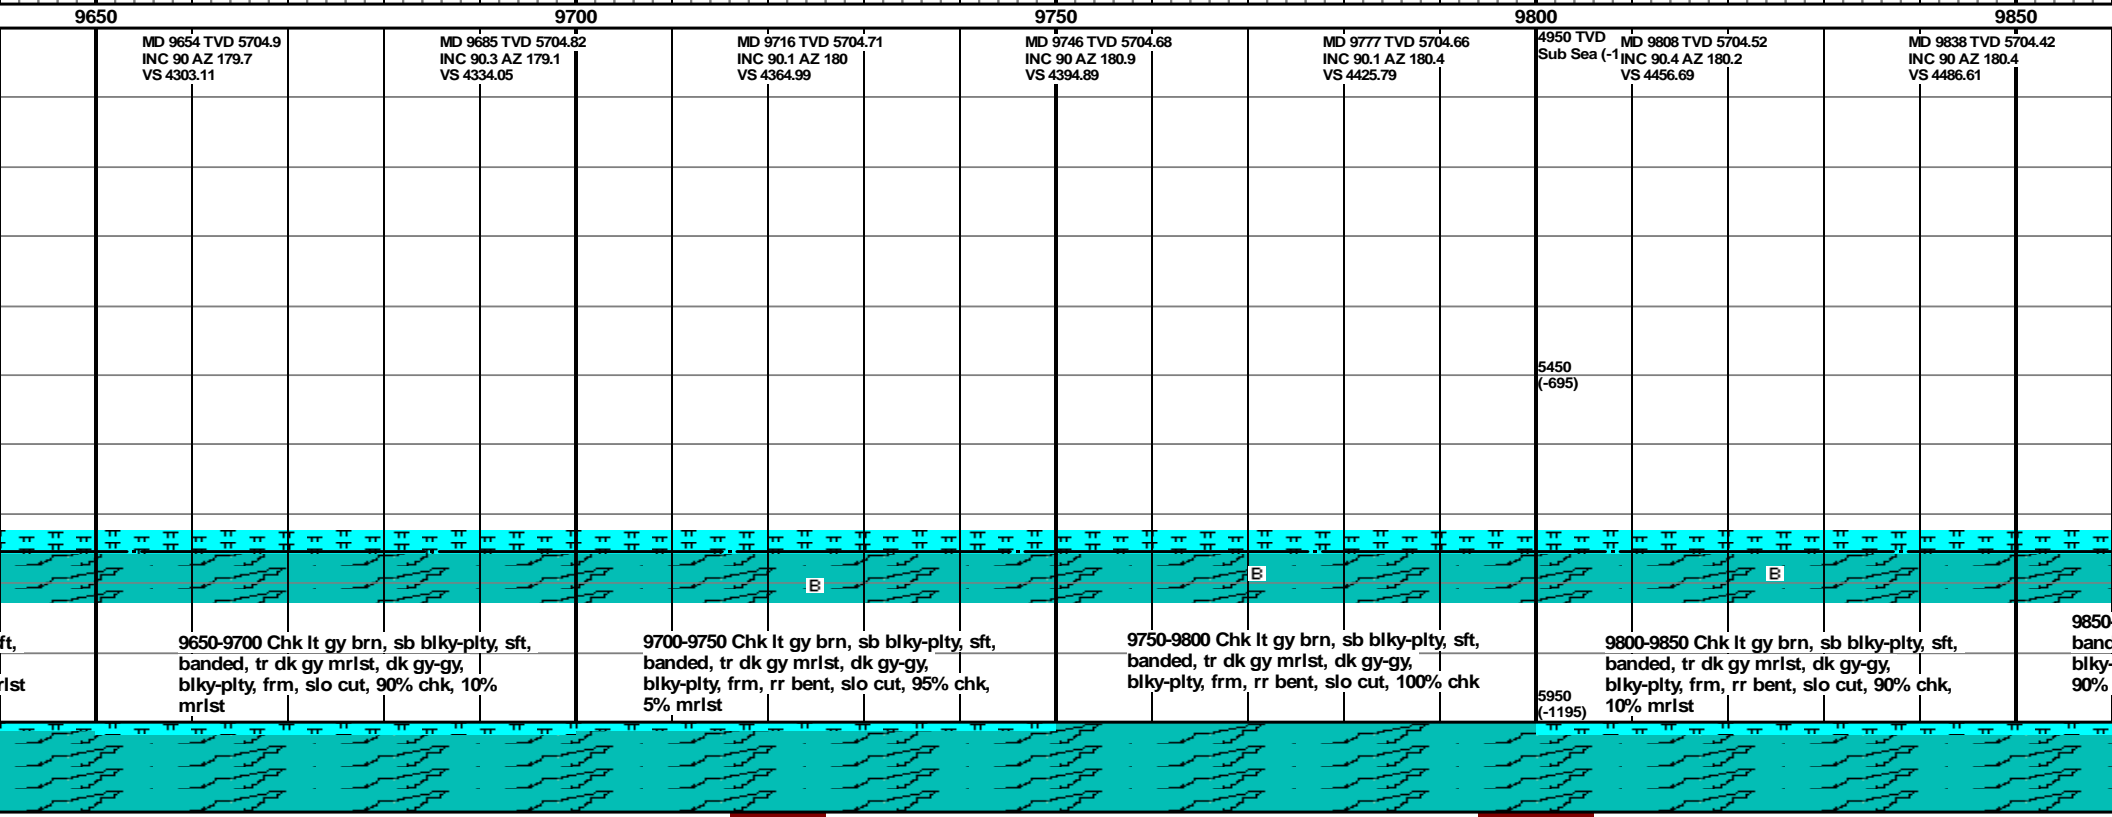 9650 9700 9750 9800 9850
MD 9654 TVD 5704.9
INC 90 AZ 179.7
VS 4303.11
MD 9685 TVD 5704.82
INC 90.3 AZ 179.1
VS 4334.05
MD 9716 TVD 5704.71
INC 90.1 AZ 180
VS 4364.99
MD 9746 TVD 5704.68
INC 90 AZ 180.9
VS 4394.89
MD 9777 TVD 5704.66
INC 90.1 AZ 180.4
VS 4425.79
4950 TVD
Sub Sea (-1
MD 9808 TVD 5704.52
INC 90.4 AZ 180.2
VS 4456.69
MD 9838 TVD 5704.42
INC 90 AZ 180.4
VS 4486.61
5450
(-695)
B
B
B
ft,
rlst
9650-9700 Chk lt gy brn, sb blky-plty, sft,
banded, tr dk gy mrlst, dk gy-gy,
blky-plty, frm, slo cut, 90% chk, 10%
mrlst
9700-9750 Chk lt gy brn, sb blky-plty, sft,
banded, tr dk gy mrlst, dk gy-gy,
blky-plty, frm, rr bent, slo cut, 95% chk,
5% mrlst
9750-9800 Chk lt gy brn, sb blky-plty, sft,
banded, tr dk gy mrlst, dk gy-gy,
blky-plty, frm, rr bent, slo cut, 100% chk
5950
(-1195)
9800-9850 Chk lt gy brn, sb blky-plty, sft,
banded, tr dk gy mrlst, dk gy-gy,
blky-plty, frm, rr bent, slo cut, 90% chk,
10% mrlst
9850-
band
blky-
90%